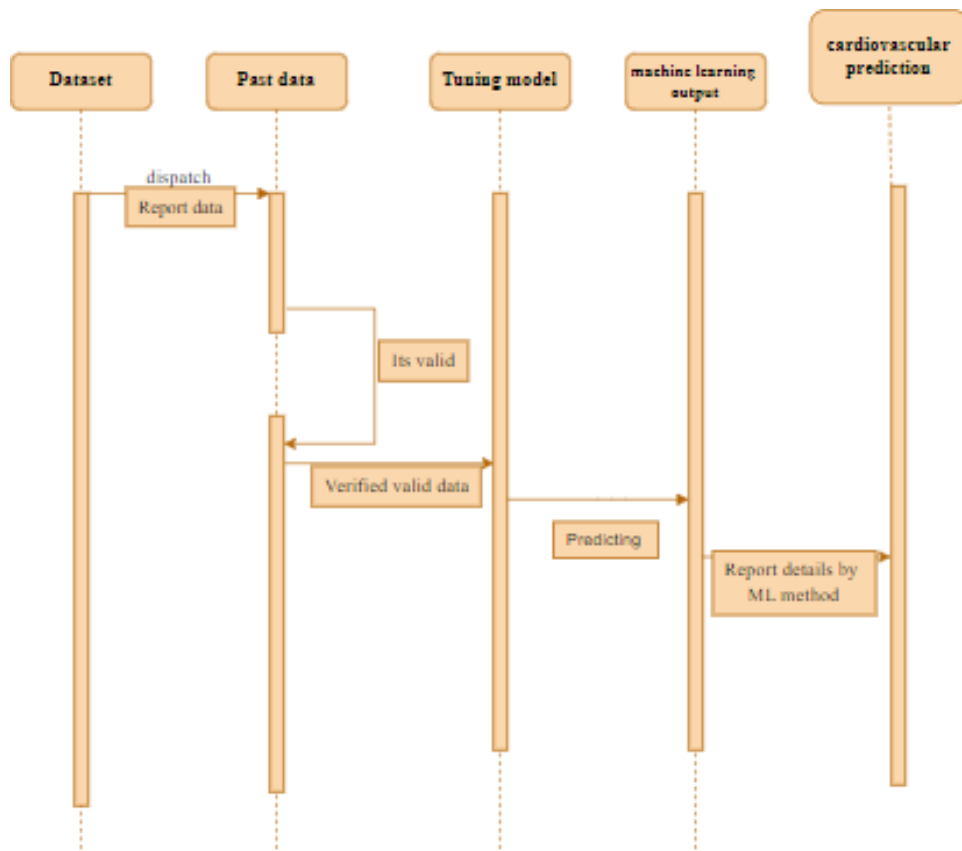 Dataset
Past data
Tuning model
machine learning
output
cardiovascular
prediction
dispatch
Report data
Its valid
Verified valid data
Predicting
Report details by
ML method